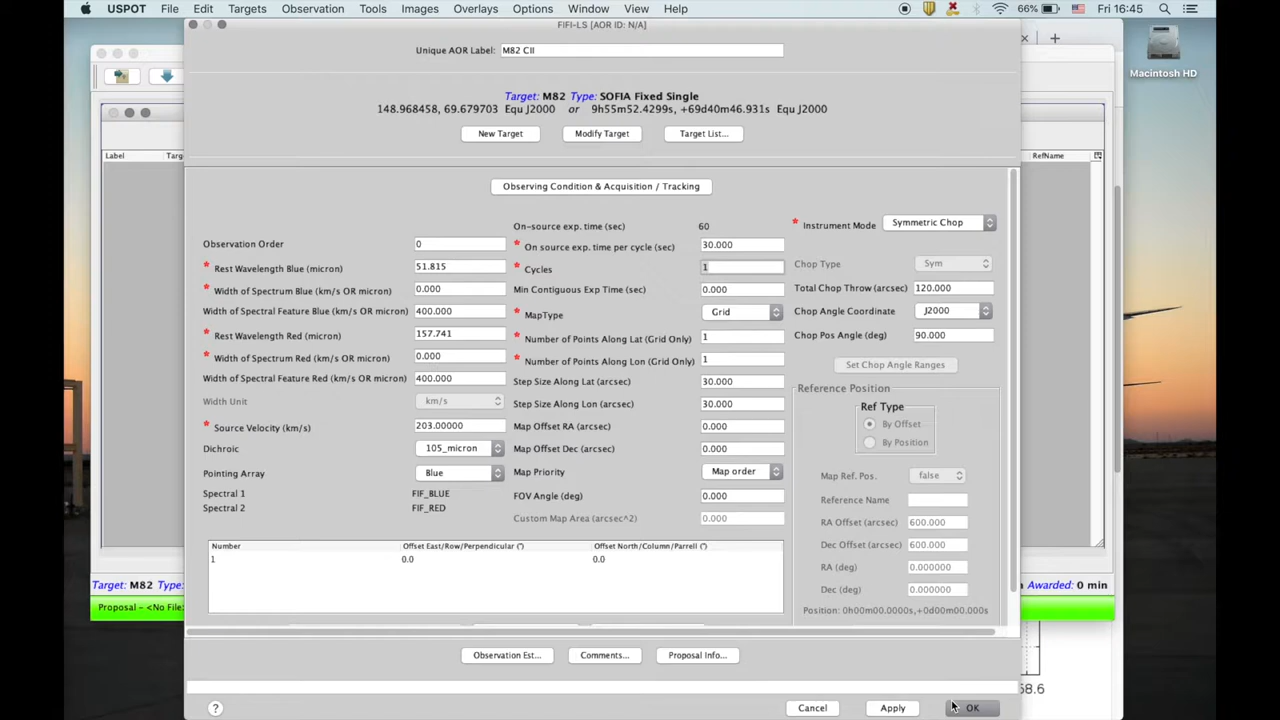 USPOT File Edit Targets Observation Tools Images Overlays Options Window View Help 66% Fri 16:45
FIFI-LS [AOR ID: N/A]
Unique AOR Label: M82 CII
Macintosh HD
Target: M82 Type: SOFIA Fixed Single
148.968458, 69.679703 Equ J2000 or 9h55m52.4299s, +69d40m46.931s Equ J2000
New Target Modify Target Target List...
Label Targ RefName
Observing Condition & Acquisition / Tracking
On-source exp. time (sec) 60
* Instrument Mode Symmetric Chop
Observation Order 0
* On source exp. time per cycle (sec) 30.000
* Rest Wavelength Blue (micron) 51.815
* Cycles 1
Chop Type Sym
* Width of Spectrum Blue (km/s OR micron) 0.000
Min Contiguous Exp Time (sec) 0.000
Total Chop Throw (arcsec) 120.000
Width of Spectral Feature Blue (km/s OR micron) 400.000
* MapType Grid
Chop Angle Coordinate J2000
* Rest Wavelength Red (micron) 157.741
* Number of Points Along Lat (Grid Only) 1
Chop Pos Angle (deg) 90.000
* Width of Spectrum Red (km/s OR micron) 0.000
* Number of Points Along Lon (Grid Only) 1
Set Chop Angle Ranges
Width of Spectral Feature Red (km/s OR micron) 400.000
Step Size Along Lat (arcsec) 30.000
Reference Position
Width Unit km/s
Step Size Along Lon (arcsec) 30.000
Ref Type
* Source Velocity (km/s) 203.00000
Map Offset RA (arcsec) 0.000
By Offset
Dichroic 105_micron
Map Offset Dec (arcsec) 0.000
By Position
Pointing Array Blue
Map Priority Map order
Map Ref. Pos. false
Spectral 1 FIF_BLUE
FOV Angle (deg) 0.000
Reference Name
Spectral 2 FIF_RED
Custom Map Area (arcsec^2) 0.000
RA Offset (arcsec) 600.000
Number Offset East/Row/Perpendicular (") Offset North/Column/Parrell (")
Dec Offset (arcsec) 600.000
1 0.0 0.0
RA (deg) 0.000000
Dec (deg) 0.000000
Position: 0h00m00.0000s,+0d00m00.000s
Target: M82 Typ Awarded: 0 min
Proposal - <No File:
Observation Est... Comments... Proposal Info...
58.6
? Cancel Apply OK